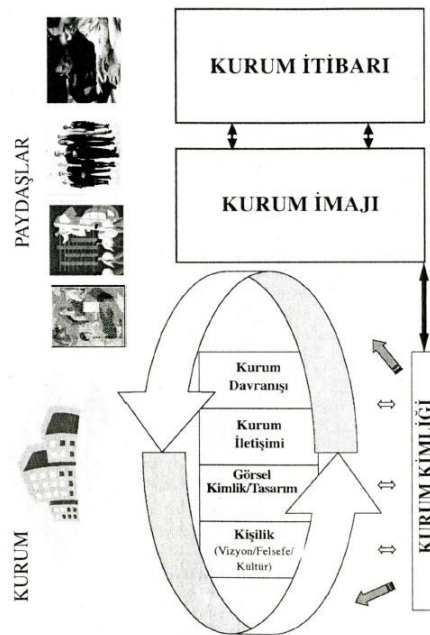 PAYDAŞLAR
KURUM
KURUM İTİBARI
KURUM İMAJI
Kurum
Davranışı
Kurum
İletişimi
Görsel
Kimlik/Tasarım
Kişilik
(Vizyon/Felsefe/
Kültür)
KURUM KİMLİĞİ